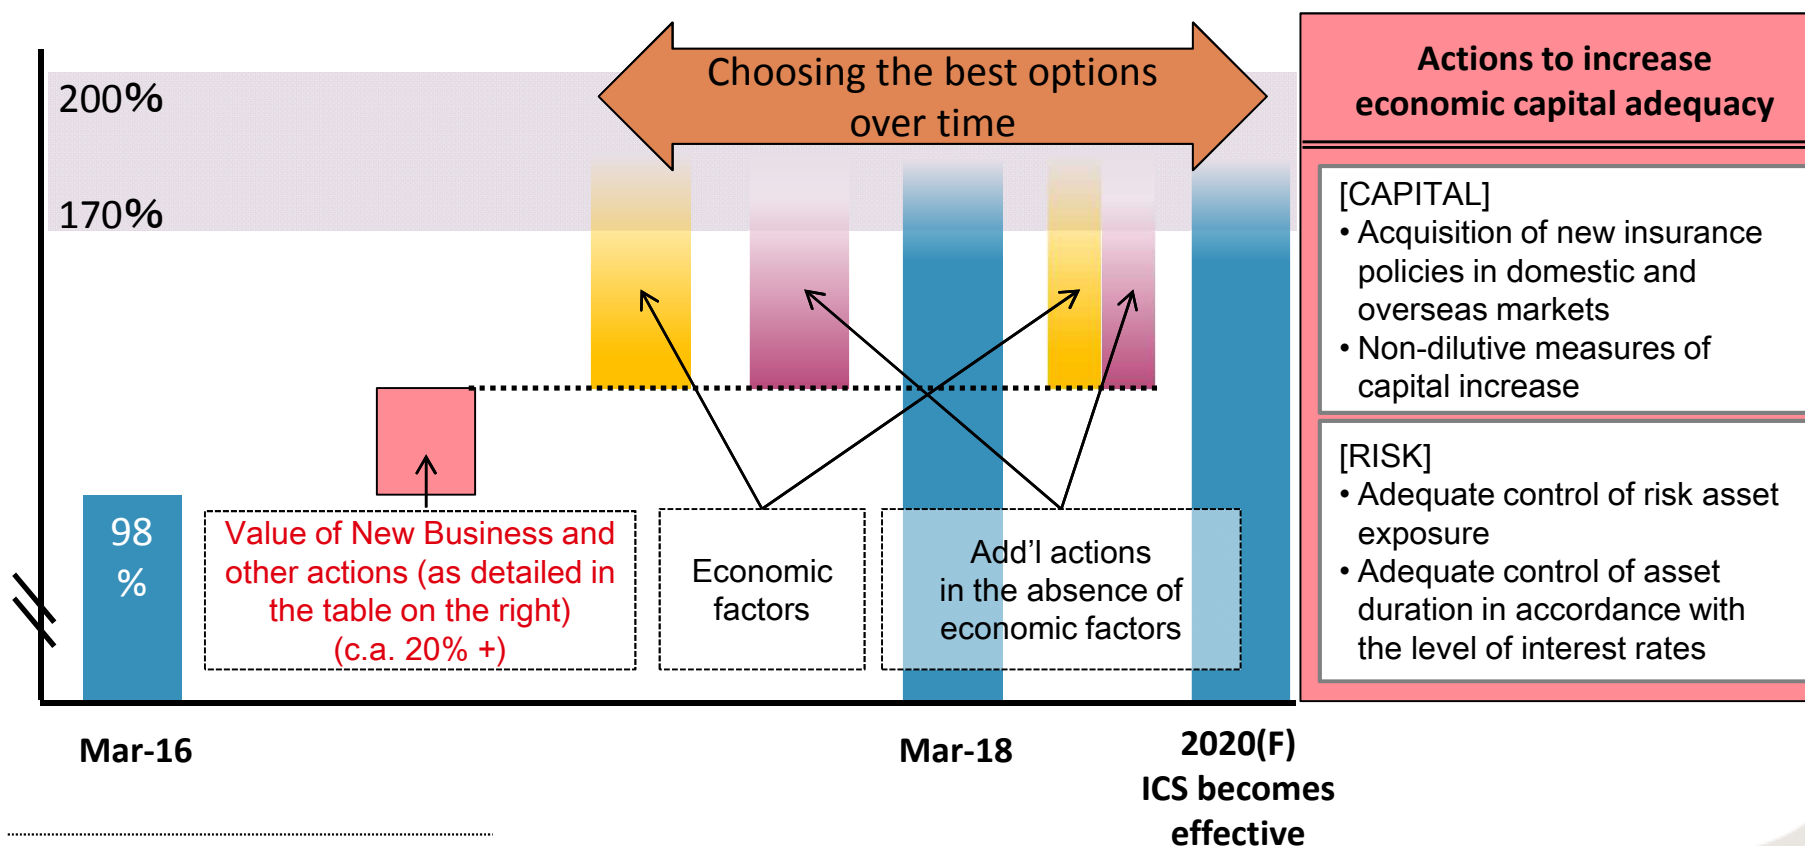 Choosing the best options
over time
200%
170%
98
%
Value of New Business and
other actions (as detailed in
the table on the right)
(c.a. 20% +)
Economic
factors
Add'l actions
in the absence of
economic factors
Mar-16
Mar-18
2020(F)
ICS becomes
effective
Actions to increase
economic capital adequacy
[CAPITAL]
• Acquisition of new insurance
policies in domestic and
overseas markets
• Non-dilutive measures of
capital increase
[RISK]
• Adequate control of risk asset
exposure
• Adequate control of asset
duration in accordance with
the level of interest rates